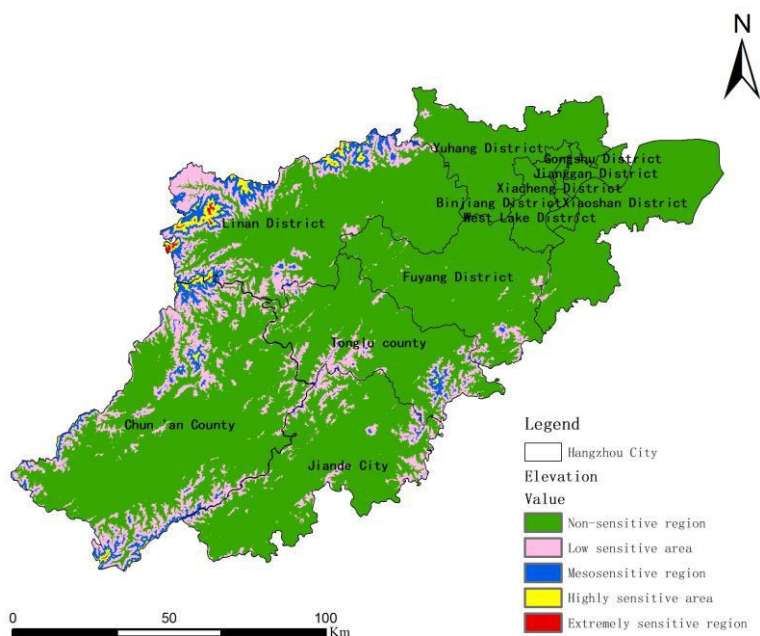 N
Yuhang District
Gongshu District
Jianggan District
Xiacheng District
Binjiang District Xiaoshan District
West Lake District
Linan District
Fuyang District
Tonglu county
Chun 'an County
Jiande City
Legend
Hangzhou City
Elevation
Value
Non-sensitive region
Low sensitive area
Mesosensitive region
Highly sensitive area
Extremely sensitive region
0 50 100
Km